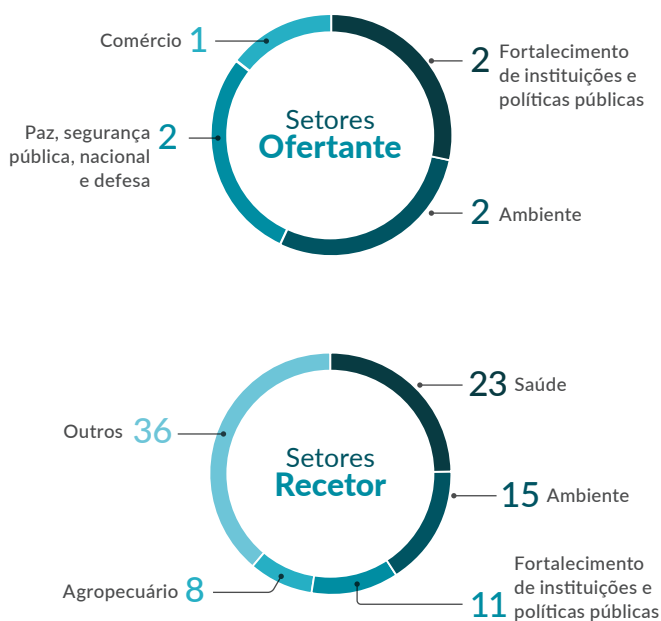 Comércio 1
2 Fortalecimento
de instituições e
políticas públicas
Paz, segurança 2
pública, nacional
e defesa
Setores
Ofertante
2 Ambiente
23 Saúde
Outros 36
Setores
Recetor
15 Ambiente
Agropecuário 8
Fortalecimento
de instituições e
11 políticas públicas